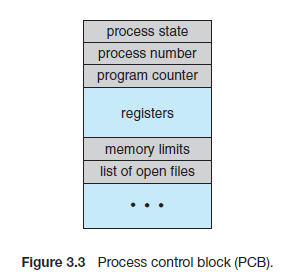 process state
process number
program counter
registers
memory limits
list of open files
• • •
Figure 3.3 Process control block (PCB).